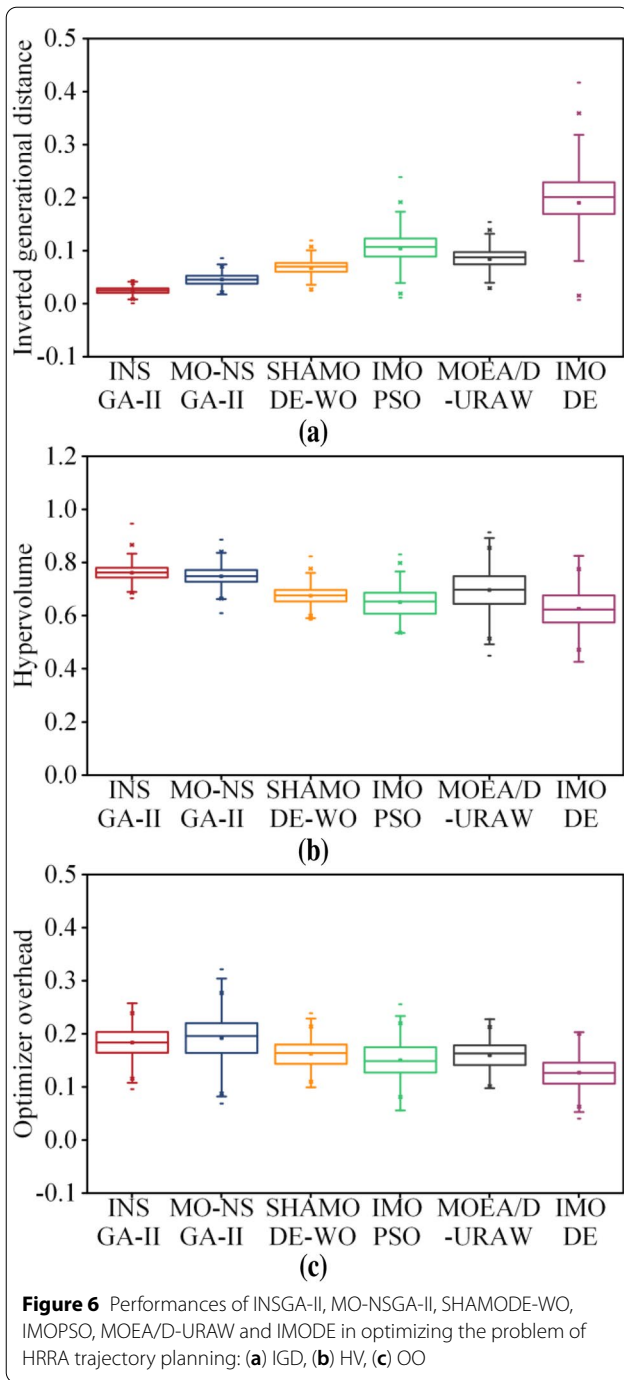 0.5
0.4
0.3
0.2
0.1
0.0
-0.1
Inverted generational distance
INS MO-NS SHAMO IMO MOEA/D IMO
GA-II GA-II DE-WO PSO -URAW DE
(a)
1.2
1.0
0.8
0.6
0.4
0.2
0.0
Hypervolume
INS MO-NS SHAMO IMO MOEA/D IMO
GA-II GA-II DE-WO PSO -URAW DE
(b)
0.5
0.4
0.3
0.2
0.1
0.0
-0.1
Optimizer overhead
INS MO-NS SHAMO IMO MOEA/D IMO
GA-II GA-II DE-WO PSO -URAW DE
(c)
Figure 6 Performances of INSGA-II, MO-NSGA-II, SHAMODE-WO,
IMOPSO, MOEA/D-URAW and IMODE in optimizing the problem of
HRRA trajectory planning: (a) IGD, (b) HV, (c) OO